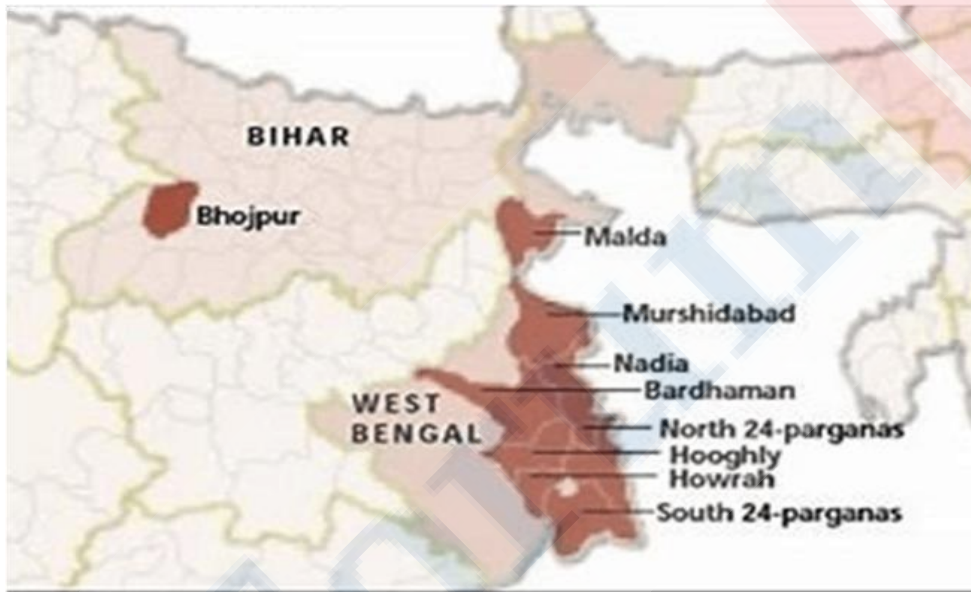 BIHAR
Bhojpur
Malda
Murshidabad
Nadia
Bardhaman
WEST
BENGAL
North 24-parganas
Hooghly
Howrah
South 24-parganas